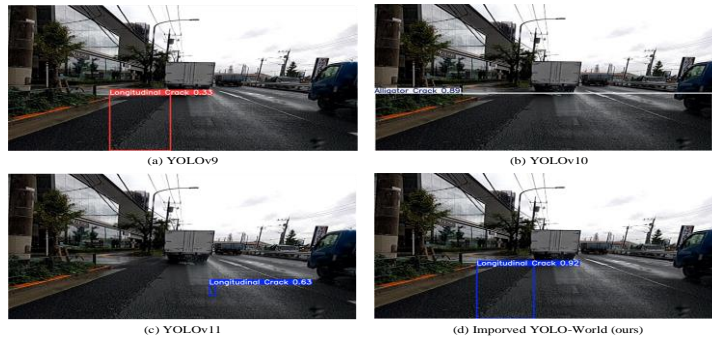 Longitudinal Crack 0.33
Alligator Crack 0.89
(a) YOLOv9
(b) YOLOv10
Longitudinal Crack 0.63
Longitudinal Crack 0.92
(c) YOLOv11
(d) Imporved YOLO-World (ours)